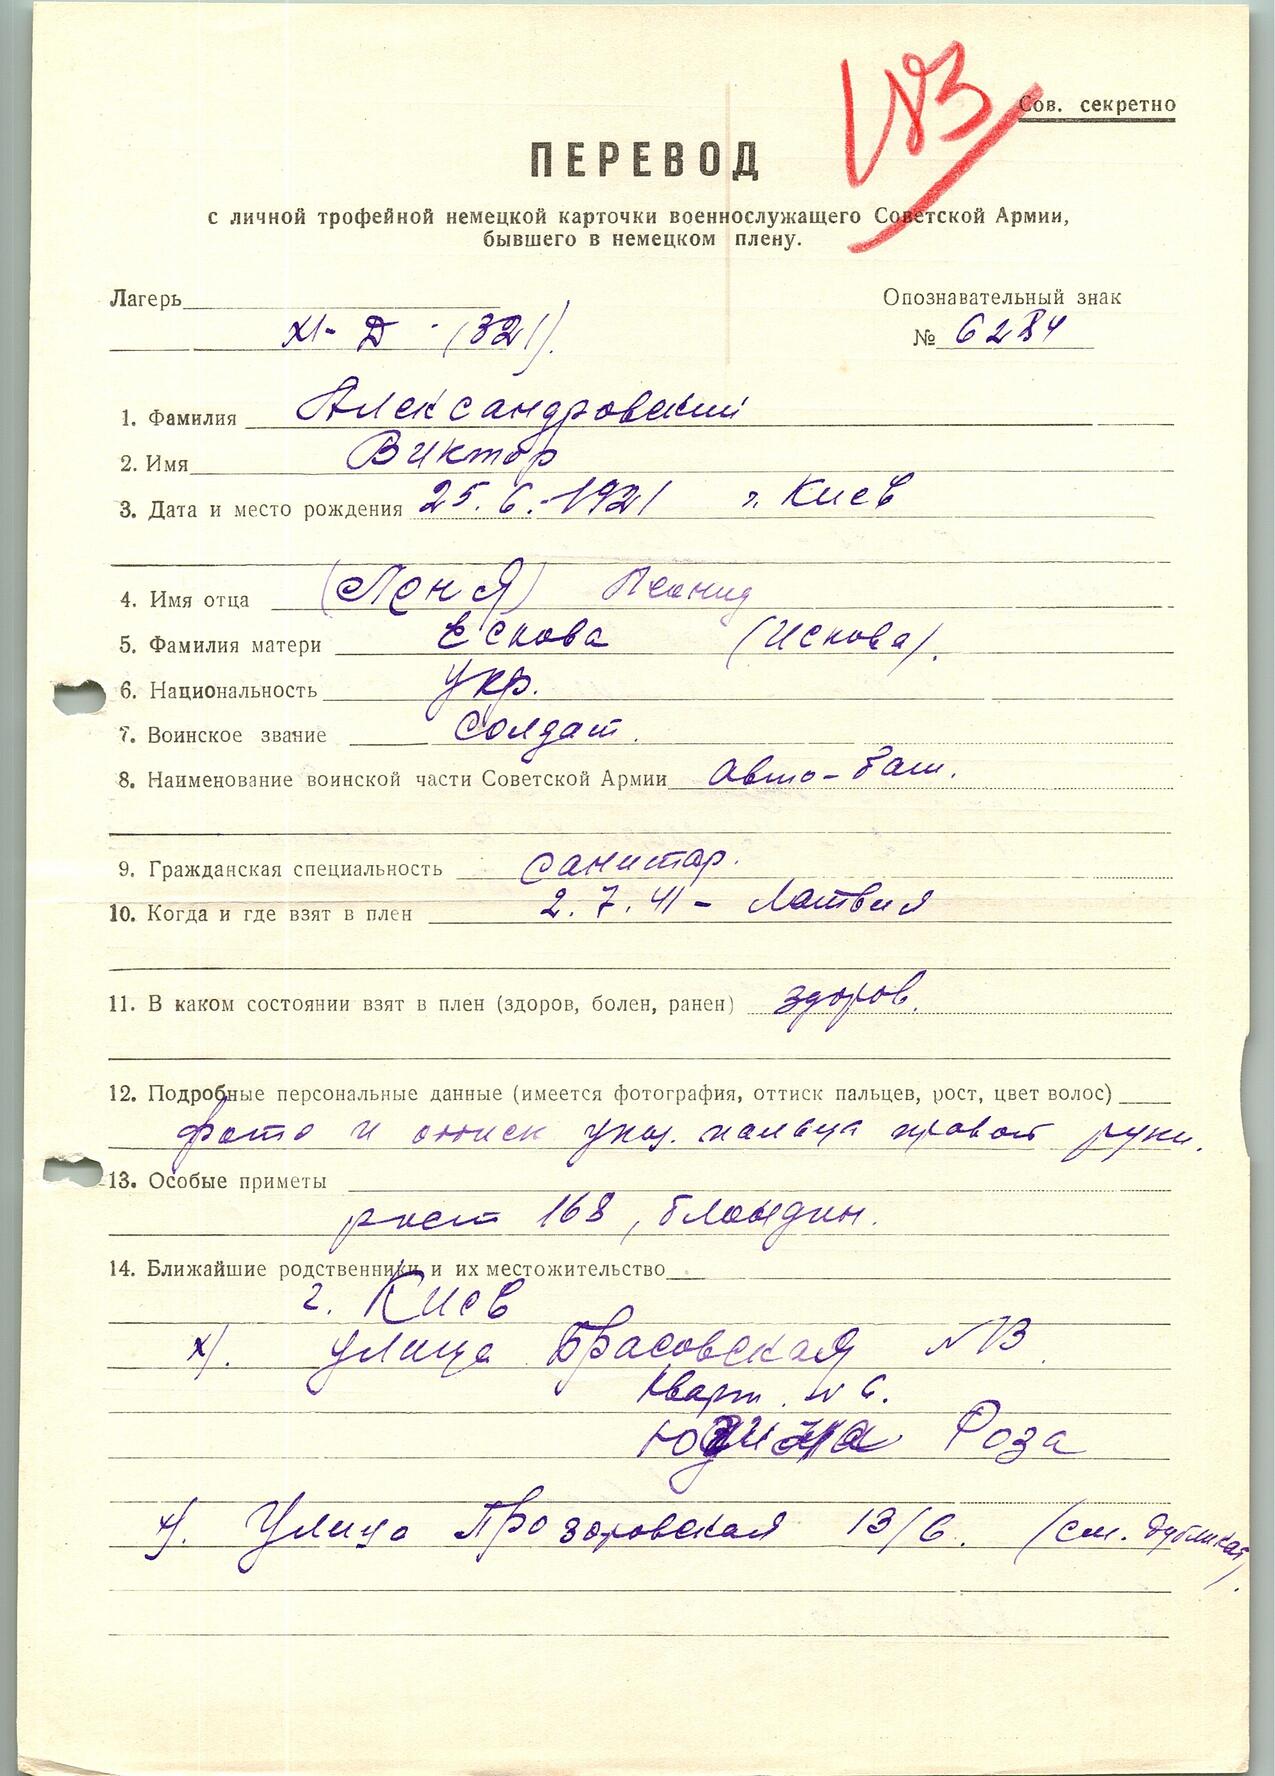 183
Сов. секретно
ПЕРЕВОД
с личной трофейной немецкой карточки военнослужащего Советской Армии,
бывшего в немецком плену.
Лагерь
XI-Д - (321).
Опознавательный знак
№ 6284
1. Фамилия Александровский
2. Имя Виктор
3. Дата и место рождения 25.6.-1921 г. Киев
4. Имя отца (Леня) Леонид
5. Фамилия матери Ескова (Искова).
6. Национальность укр.
7. Воинское звание солдат.
8. Наименование воинской части Советской Армии авто-бат.
9. Гражданская специальность санитар.
10. Когда и где взят в плен 2.7.41 - Латвия
11. В каком состоянии взят в плен (здоров, болен, ранен) здоров.
12. Подробные персональные данные (имеется фотография, оттиск пальцев, рост, цвет волос)
фото и оттиск указ. пальца правой руки.
13. Особые приметы
рост 168, блондин.
14. Ближайшие родственники и их местожительство
г. Киев
х). улица Брасовская №13
кварт. №6.
Роза
х). Улица Прозоровская 13/6. (см. дубликат).